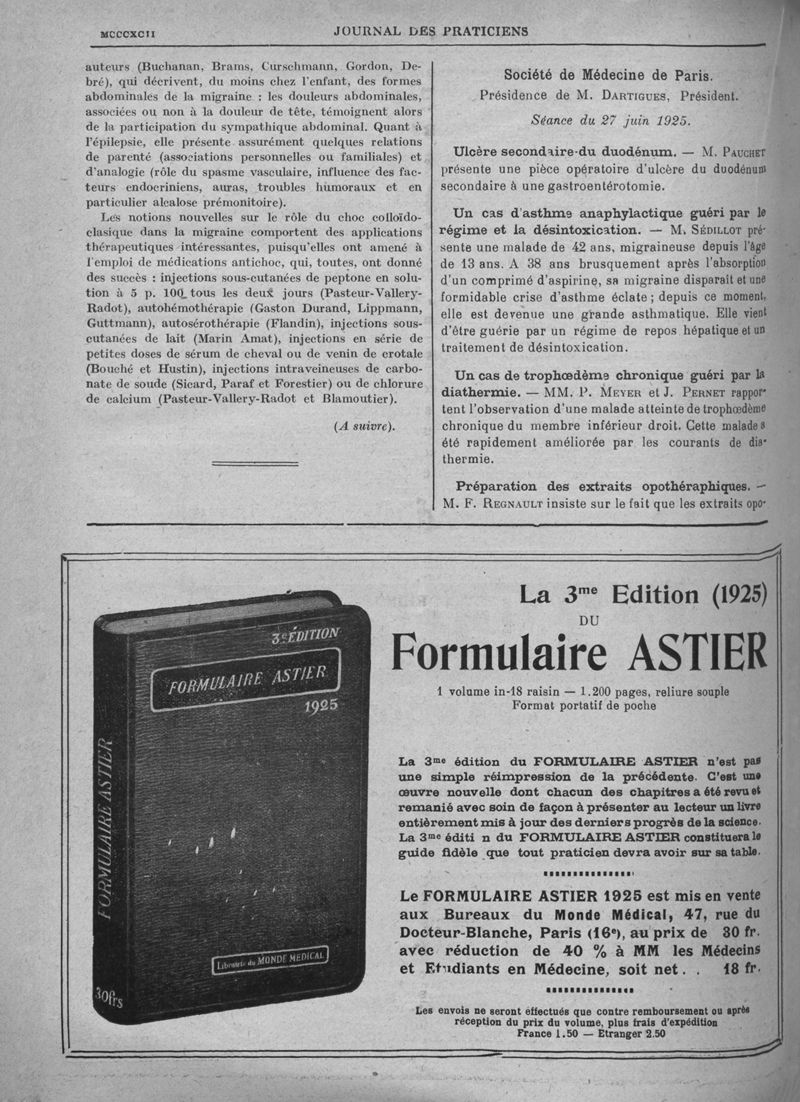 MCCCXCII
JOURNAL DES PRATICIENS
auteurs (Buchanan, Brams, Curschmann, Gordon, De-
bré), qui décrivent, du moins chez l'enfant, des formes
abdominales de la migraine : les douleurs abdominales,
associées ou non à la douleur de tête, témoignent alors
de la participation du sympathique abdominal. Quant à
l'épilepsie, elle présente assurément quelques relations
de parenté (associations personnelles ou familiales) et
d'analogie (rôle du spasme vasculaire, influence des fac-
teurs endocriniens, auras, troubles humoraux et en
particulier alcalose prémonitoire).
Les notions nouvelles sur le rôle du choc colloïdo-
clasique dans la migraine comportent des applications
thérapeutiques intéressantes, puisqu'elles ont amené à
l'emploi de médications antichoc, qui, toutes, ont donné
des succès : injections sous-cutanées de peptone en solu-
tion à 5 p. 100 tous les deux jours (Pasteur-Vallery-
Radot), autohémothérapie (Gaston Durand, Lippmann,
Guttmann), autosérothérapie (Flandin), injections sous-
cutanées de lait (Marin Amat), injections en série de
petites doses de sérum de cheval ou de venin de crotale
(Bouché et Hustin), injections intraveineuses de carbo-
nate de soude (Sicard, Paraf et Forestier) ou de chlorure
de calcium (Pasteur-Vallery-Radot et Blamoutier).
(A suivre).
Société de Médecine de Paris.
Présidence de M. DARTIGUES, Président.
Séance du 27 juin 1925.
Ulcère secondaire du duodénum. — M. PAUCHET
présente une pièce opératoire d'ulcère du duodénum
secondaire à une gastroentérotomie.
Un cas d'asthme anaphylactique guéri par le
régime et la désintoxication. — M. SÉDILLOT pré-
sente une malade de 42 ans, migraineuse depuis l'âge
de 13 ans. A 38 ans brusquement après l'absorption
d'un comprimé d'aspirine, sa migraine disparaît et une
formidable crise d'asthme éclate ; depuis ce moment,
elle est devenue une grande asthmatique. Elle vient
d'être guérie par un régime de repos hépatique et un
traitement de désintoxication.
Un cas de trophœdème chronique guéri par la
diathermie. — MM. P. MEYER et J. PERNET rappor-
tent l'observation d'une malade atteinte de trophœdème
chronique du membre inférieur droit. Cette malade a
été rapidement améliorée par les courants de dia-
thermie.
Préparation des extraits opothéraphiques. —
M. F. REGNAULT insiste sur le fait que les extraits opo-
3e ÉDITION
FORMULAIRE ASTIER
1925
FORMULAIRE ASTIER
Librairie du MONDE MEDICAL
30frs
La 3me Edition (1925)
DU
Formulaire ASTIER
1 volume in-18 raisin — 1.200 pages, reliure souple
Format portatif de poche
La 3me édition du FORMULAIRE ASTIER n'est pas
une simple réimpression de la précédente. C'est une
œuvre nouvelle dont chacun des chapitres a été revu et
remanié avec soin de façon à présenter au lecteur un livre
entièrement mis à jour des derniers progrès de la science.
La 3me éditi n du FORMULAIRE ASTIER constituera le
guide fidèle que tout praticien devra avoir sur sa table.
Le FORMULAIRE ASTIER 1925 est mis en vente
aux Bureaux du Monde Médical, 47, rue du
Docteur-Blanche, Paris (16e), au prix de 30 fr.
avec réduction de 40 % à MM les Médecins
et Etudiants en Médecine, soit net. . 18 fr.
Les envois ne seront effectués que contre remboursement ou après
réception du prix du volume, plus frais d'expédition
France 1.50 — Etranger 2.50